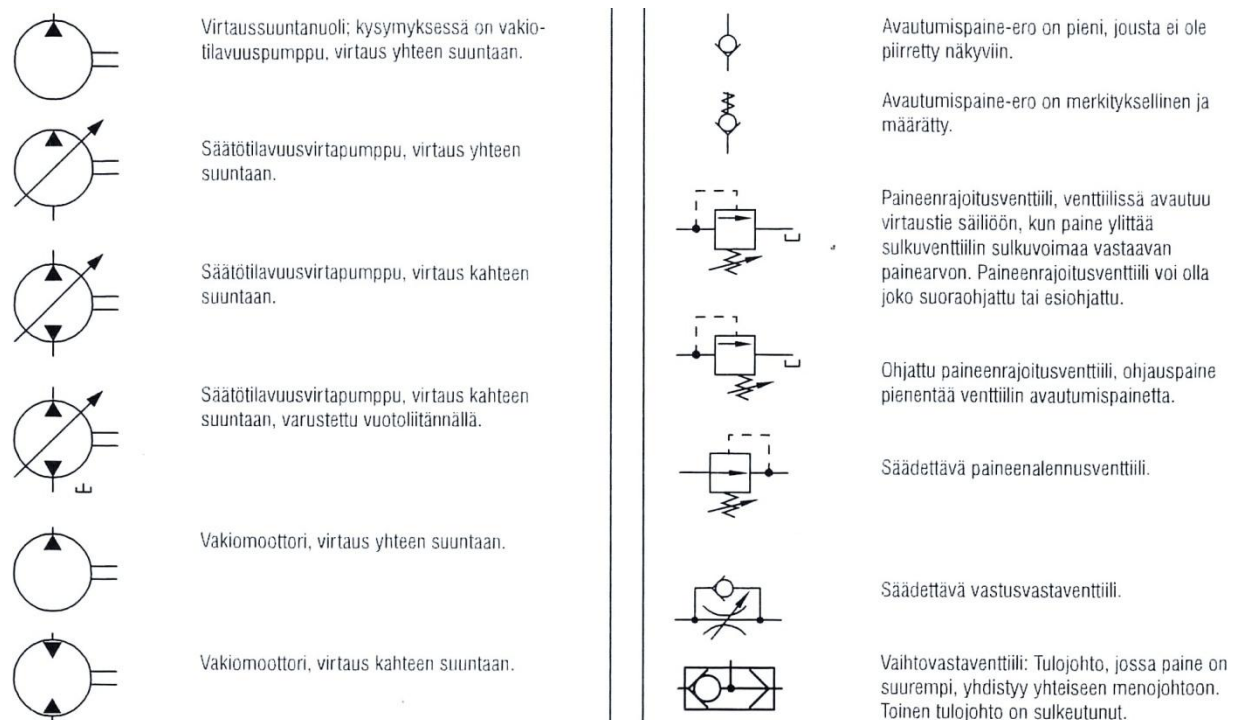 Virtaussuuntanuoli; kysymyksessä on vakio-
tilavuuspumppu, virtaus yhteen suuntaan.
Säätötilavuusvirtapumppu, virtaus yhteen
suuntaan.
Säätötilavuusvirtapumppu, virtaus kahteen
suuntaan.
Säätötilavuusvirtapumppu, virtaus kahteen
suuntaan, varustettu vuotoliitännällä.
Vakiomoottori, virtaus yhteen suuntaan.
Vakiomoottori, virtaus kahteen suuntaan.
Avautumispaine-ero on pieni, jousta ei ole
piirretty näkyviin.
Avautumispaine-ero on merkityksellinen ja
määrätty.
Paineenrajoitusventtiili, venttiilissä avautuu
virtaustie säiliöön, kun paine ylittää
sulkuventtiilin sulkuvoimaa vastaavan
painearvon. Paineenrajoitusventtiili voi olla
joko suoraohjattu tai esiohjattu.
Ohjattu paineenrajoitusventtiili, ohjauspaine
pienentää venttiilin avautumispainetta.
Säädettävä paineenalennusventtiili.
Säädettävä vastusvastaventtiili.
Vaihtovastaventtiili: Tulojohto, jossa paine on
suurempi, yhdistyy yhteiseen menojohtoon.
Toinen tulojohto on sulkeutunut.